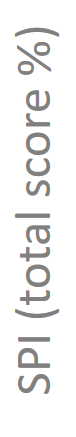 SPI (total score %)